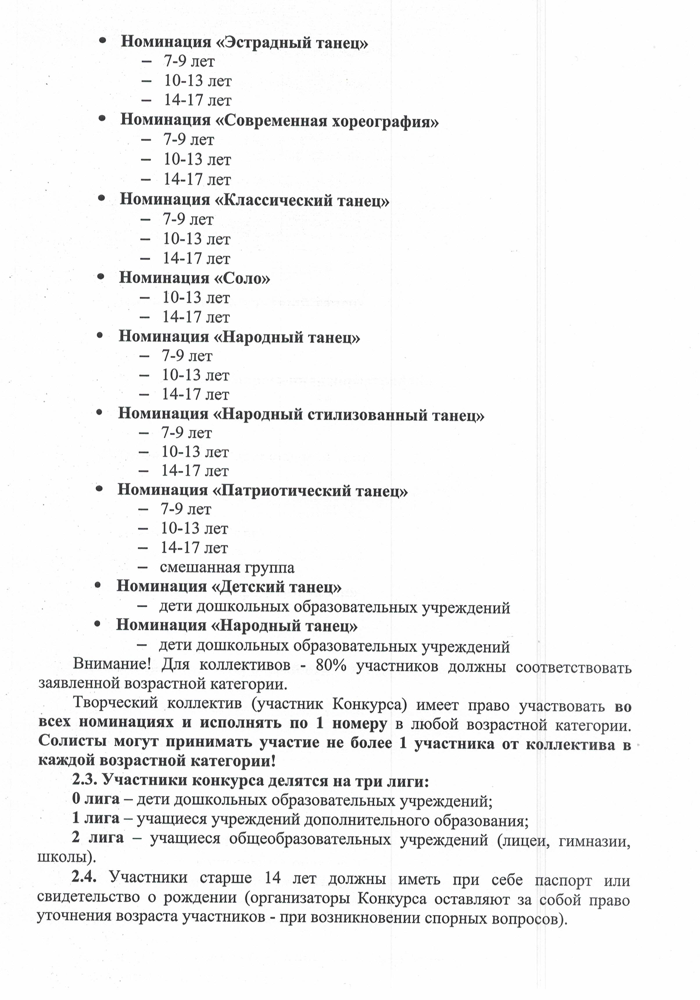 • Номинация «Эстрадный танец»
– 7-9 лет
– 10-13 лет
– 14-17 лет
• Номинация «Современная хореография»
– 7-9 лет
– 10-13 лет
– 14-17 лет
• Номинация «Классический танец»
– 7-9 лет
– 10-13 лет
– 14-17 лет
• Номинация «Соло»
– 10-13 лет
– 14-17 лет
• Номинация «Народный танец»
– 7-9 лет
– 10-13 лет
– 14-17 лет
• Номинация «Народный стилизованный танец»
– 7-9 лет
– 10-13 лет
– 14-17 лет
• Номинация «Патриотический танец»
– 7-9 лет
– 10-13 лет
– 14-17 лет
– смешанная группа
• Номинация «Детский танец»
– дети дошкольных образовательных учреждений
• Номинация «Народный танец»
– дети дошкольных образовательных учреждений
Внимание! Для коллективов - 80% участников должны соответствовать
заявленной возрастной категории.
Творческий коллектив (участник Конкурса) имеет право участвовать во
всех номинациях и исполнять по 1 номеру в любой возрастной категории.
Солисты могут принимать участие не более 1 участника от коллектива в
каждой возрастной категории!
2.3. Участники конкурса делятся на три лиги:
0 лига – дети дошкольных образовательных учреждений;
1 лига – учащиеся учреждений дополнительного образования;
2 лига – учащиеся общеобразовательных учреждений (лицеи, гимназии,
школы).
2.4. Участники старше 14 лет должны иметь при себе паспорт или
свидетельство о рождении (организаторы Конкурса оставляют за собой право
уточнения возраста участников - при возникновении спорных вопросов).